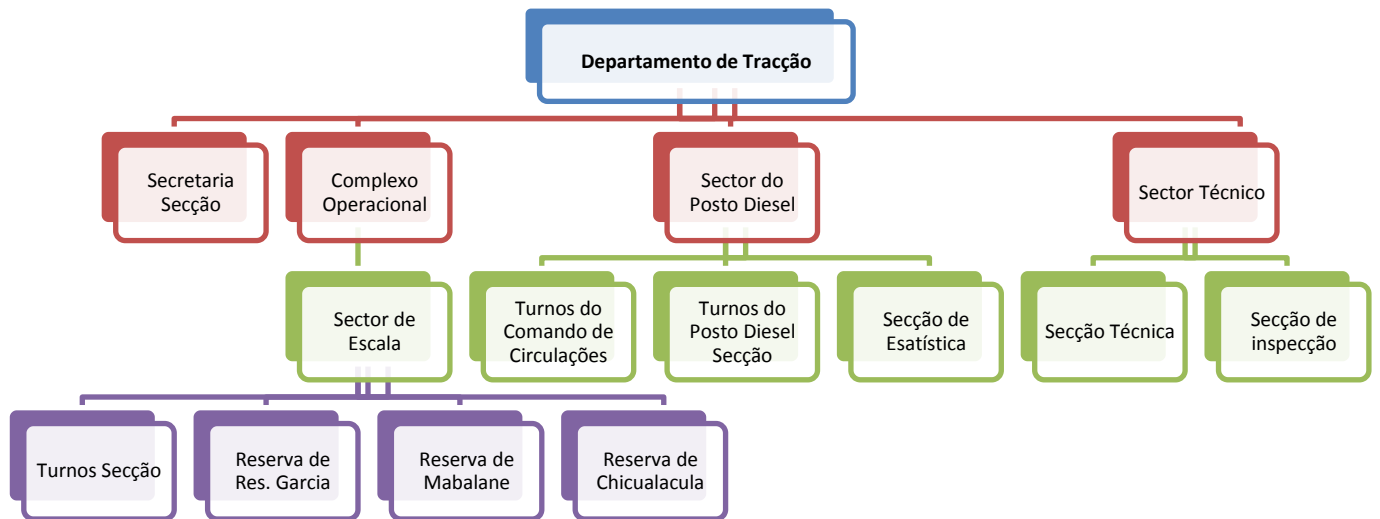 Departamento de Tracção
Secretaria
Secção
Complexo
Operacional
Sector do
Posto Diesel
Sector Técnico
Sector de
Escala
Turnos do
Comando de
Circulações
Turnos do
Posto Diesel
Secção
Secção de
Esatística
Secção Técnica
Secção de
inspecção
Turnos Secção
Reserva de
Res. Garcia
Reserva de
Mabalane
Reserva de
Chicualacula